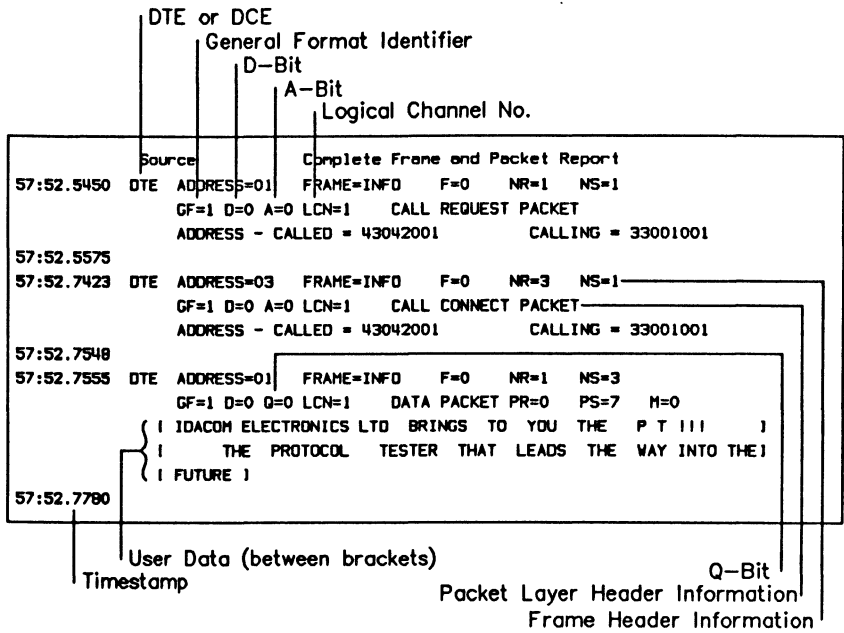 DTE or DCE
General Format Identifier
D-Bit
A-Bit
Logical Channel No.
Source Complete Frame and Packet Report
57:52.5450 DTE ADDRESS=01 FRAME=INFO F=0 NR=1 NS=1
GF=1 D=0 A=0 LCN=1 CALL REQUEST PACKET
ADDRESS - CALLED = 43042001 CALLING = 33001001
57:52.5575
57:52.7423 DTE ADDRESS=03 FRAME=INFO F=0 NR=3 NS=1
GF=1 D=0 A=0 LCN=1 CALL CONNECT PACKET
ADDRESS - CALLED = 43042001 CALLING = 33001001
57:52.7548
57:52.7555 DTE ADDRESS=01 FRAME=INFO F=0 NR=1 NS=3
GF=1 D=0 Q=0 LCN=1 DATA PACKET PR=0 PS=7 M=0
[ IDACOM ELECTRONICS LTD BRINGS TO YOU THE P T !!! ]
[ THE PROTOCOL TESTER THAT LEADS THE WAY INTO THE]
[ FUTURE ]
57:52.7780
User Data (between brackets)
Timestamp
Q-Bit
Packet Layer Header Information
Frame Header Information